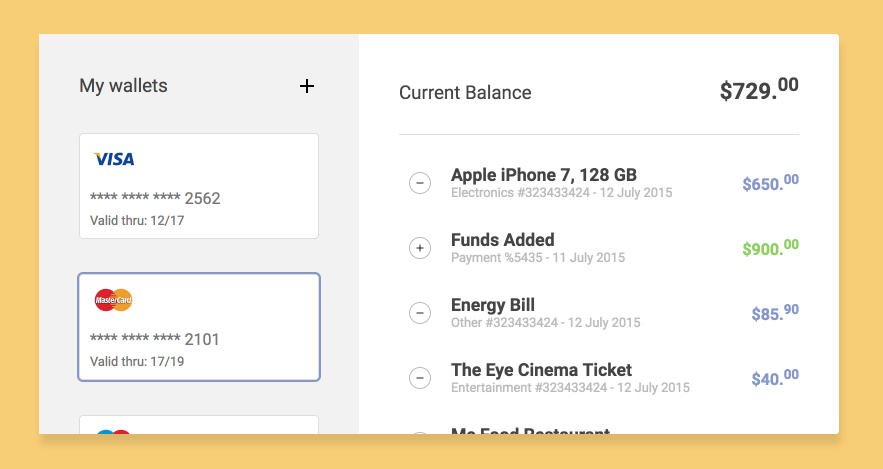 My wallets
+
VISA
**** **** **** 2562
Valid thru: 12/17
MasterCard
**** **** **** 2101
Valid thru: 17/19
Current Balance $729.00
Apple iPhone 7, 128 GB $650.00
Electronics #323433424 - 12 July 2015
Funds Added $900.00
Payment %5435 - 11 July 2015
Energy Bill $85.90
Other #323433424 - 12 July 2015
The Eye Cinema Ticket $40.00
Entertainment #323433424 - 12 July 2015
Food Restaurant